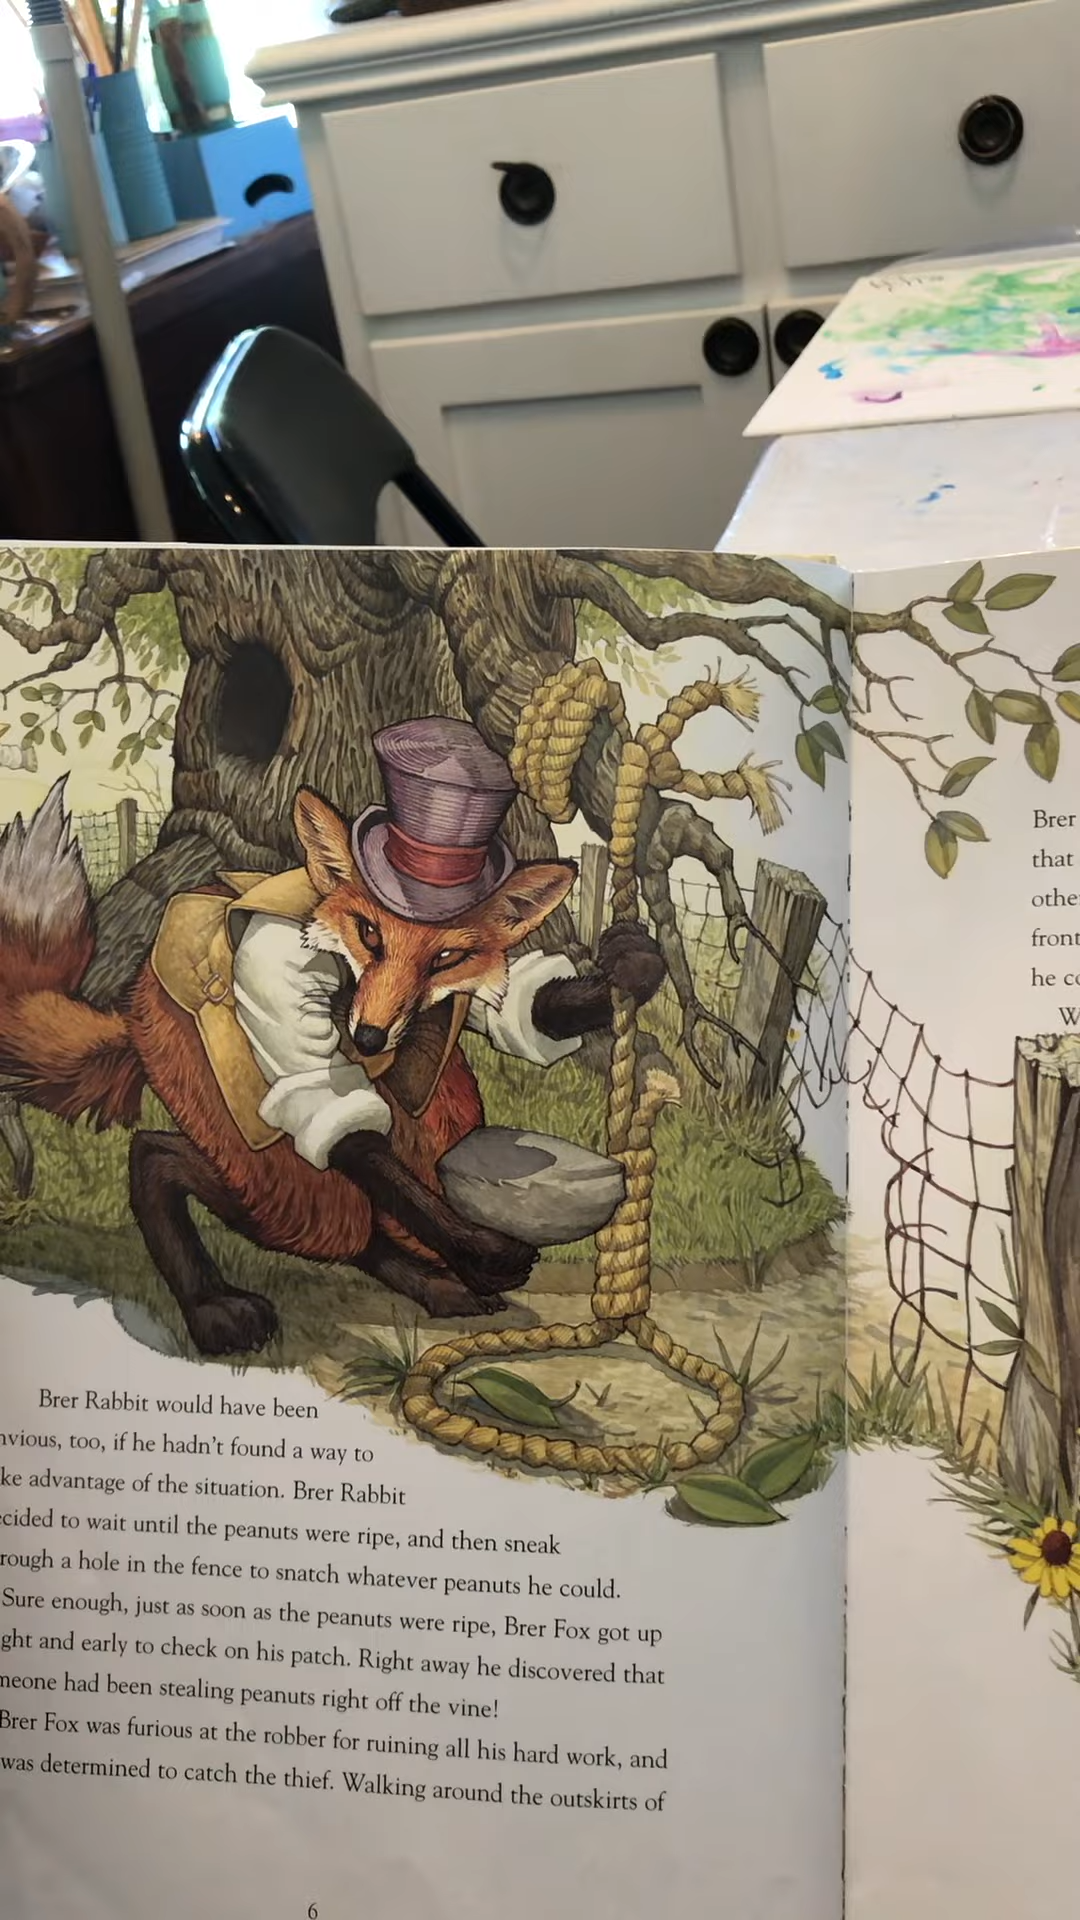 Brer Rabbit would have been
nvious, too, if he hadn't found a way to
ke advantage of the situation. Brer Rabbit
cided to wait until the peanuts were ripe, and then sneak
rough a hole in the fence to snatch whatever peanuts he could.
Sure enough, just as soon as the peanuts were ripe, Brer Fox got up
ght and early to check on his patch. Right away he discovered that
meone had been stealing peanuts right off the vine!
Brer Fox was furious at the robber for ruining all his hard work, and
was determined to catch the thief. Walking around the outskirts of
6
Brer
that
othe
front
he co
W